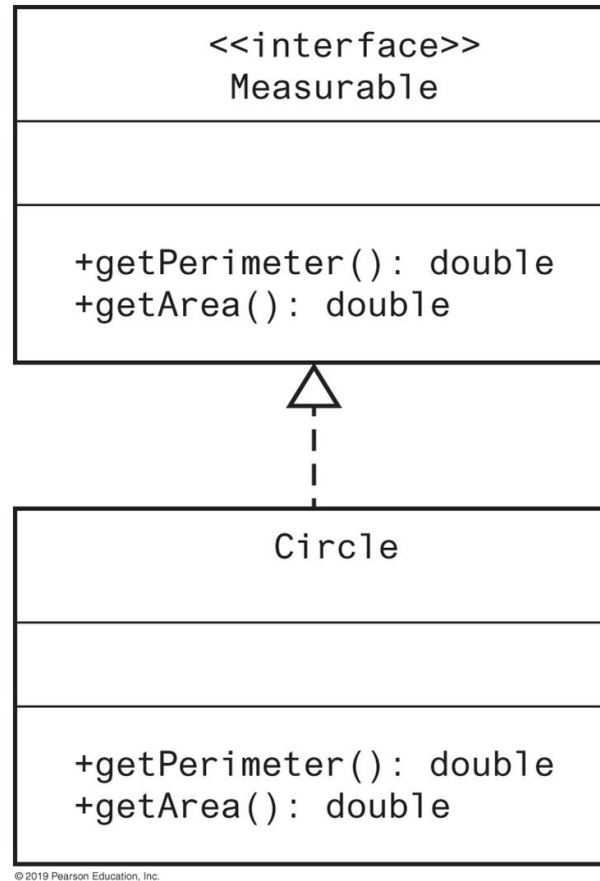 <<interface>>
Measurable
+getPerimeter(): double
+getArea(): double
Circle
+getPerimeter(): double
+getArea(): double
© 2019 Pearson Education, Inc.